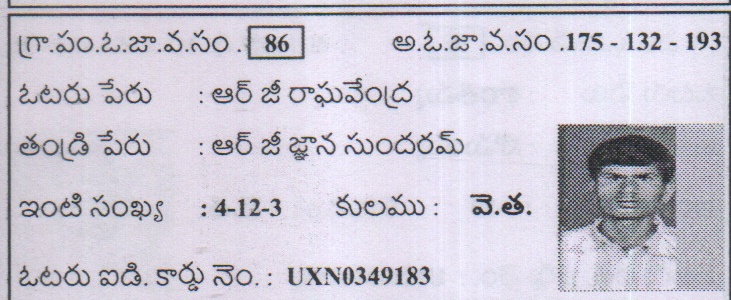 గ్రా.పం.ఓ.జా.వ.సం. 86 అ.ఓ.జా.వ.సం.175 - 132 - 193
ఓటరు పేరు : ఆర్ జీ రాఘవేంద్ర
తండ్రి పేరు : ఆర్ జీ జ్ఞాన సుందరమ్
ఇంటి సంఖ్య : 4-12-3 కులము : వె.త.
ఓటరు ఐడి. కార్డు నెం. : UXN0349183